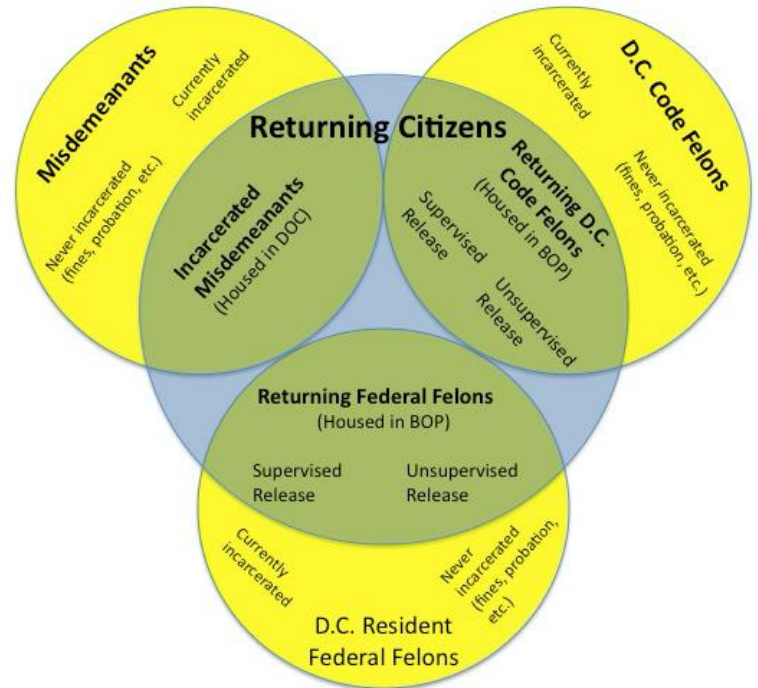 Misdemeanants
Currently
incarcerated
Never incarcerated
(fines, probation, etc.)
D.C. Code Felons
Currently
incarcerated
Never incarcerated
(fines, probation, etc.)
Returning Citizens
Incarcerated
Misdemeanants
(Housed in DOC)
Returning D.C.
Code Felons
(Housed in BOP)
Supervised
Release
Unsupervised
Release
Returning Federal Felons
(Housed in BOP)
Supervised
Release
Unsupervised
Release
Currently
incarcerated
Never
incarcerated
(fines, probation,
etc.)
D.C. Resident
Federal Felons